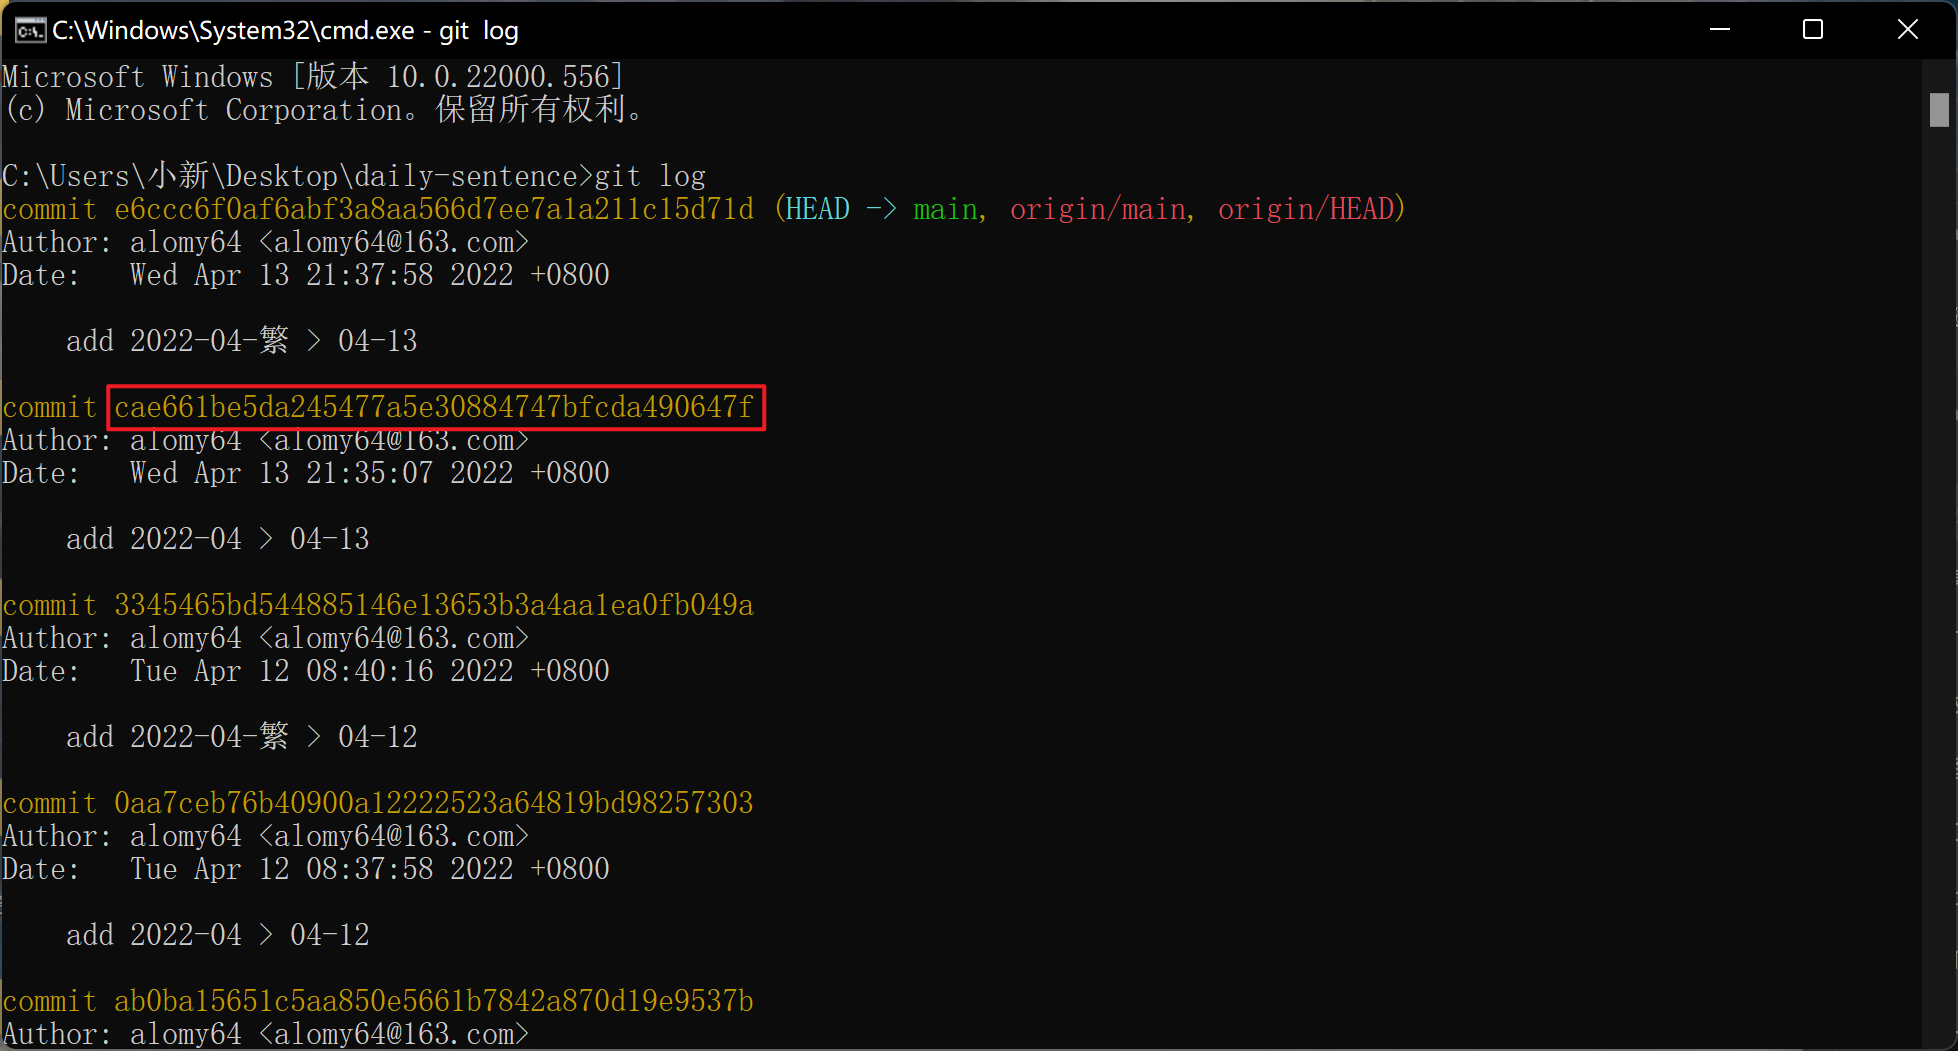 C:\Windows\System32\cmd.exe - git  log
Microsoft Windows [版本 10.0.22000.556]
(c) Microsoft Corporation。保留所有权利。
C:\Users\小新\Desktop\daily-sentence>git log
commit e6ccc6f0af6abf3a8aa566d7ee7a1a211c15d71d (HEAD -> main, origin/main, origin/HEAD)
Author: alomy64 <alomy64@163.com>
Date:   Wed Apr 13 21:37:58 2022 +0800
    add 2022-04-繁 > 04-13
commit cae661be5da245477a5e30884747bfcda490647f
Author: alomy64 <alomy64@163.com>
Date:   Wed Apr 13 21:35:07 2022 +0800
    add 2022-04 > 04-13
commit 3345465bd544885146e13653b3a4aa1ea0fb049a
Author: alomy64 <alomy64@163.com>
Date:   Tue Apr 12 08:40:16 2022 +0800
    add 2022-04-繁 > 04-12
commit 0aa7ceb76b40900a12222523a64819bd98257303
Author: alomy64 <alomy64@163.com>
Date:   Tue Apr 12 08:37:58 2022 +0800
    add 2022-04 > 04-12
commit ab0ba15651c5aa850e5661b7842a870d19e9537b
Author: alomy64 <alomy64@163.com>